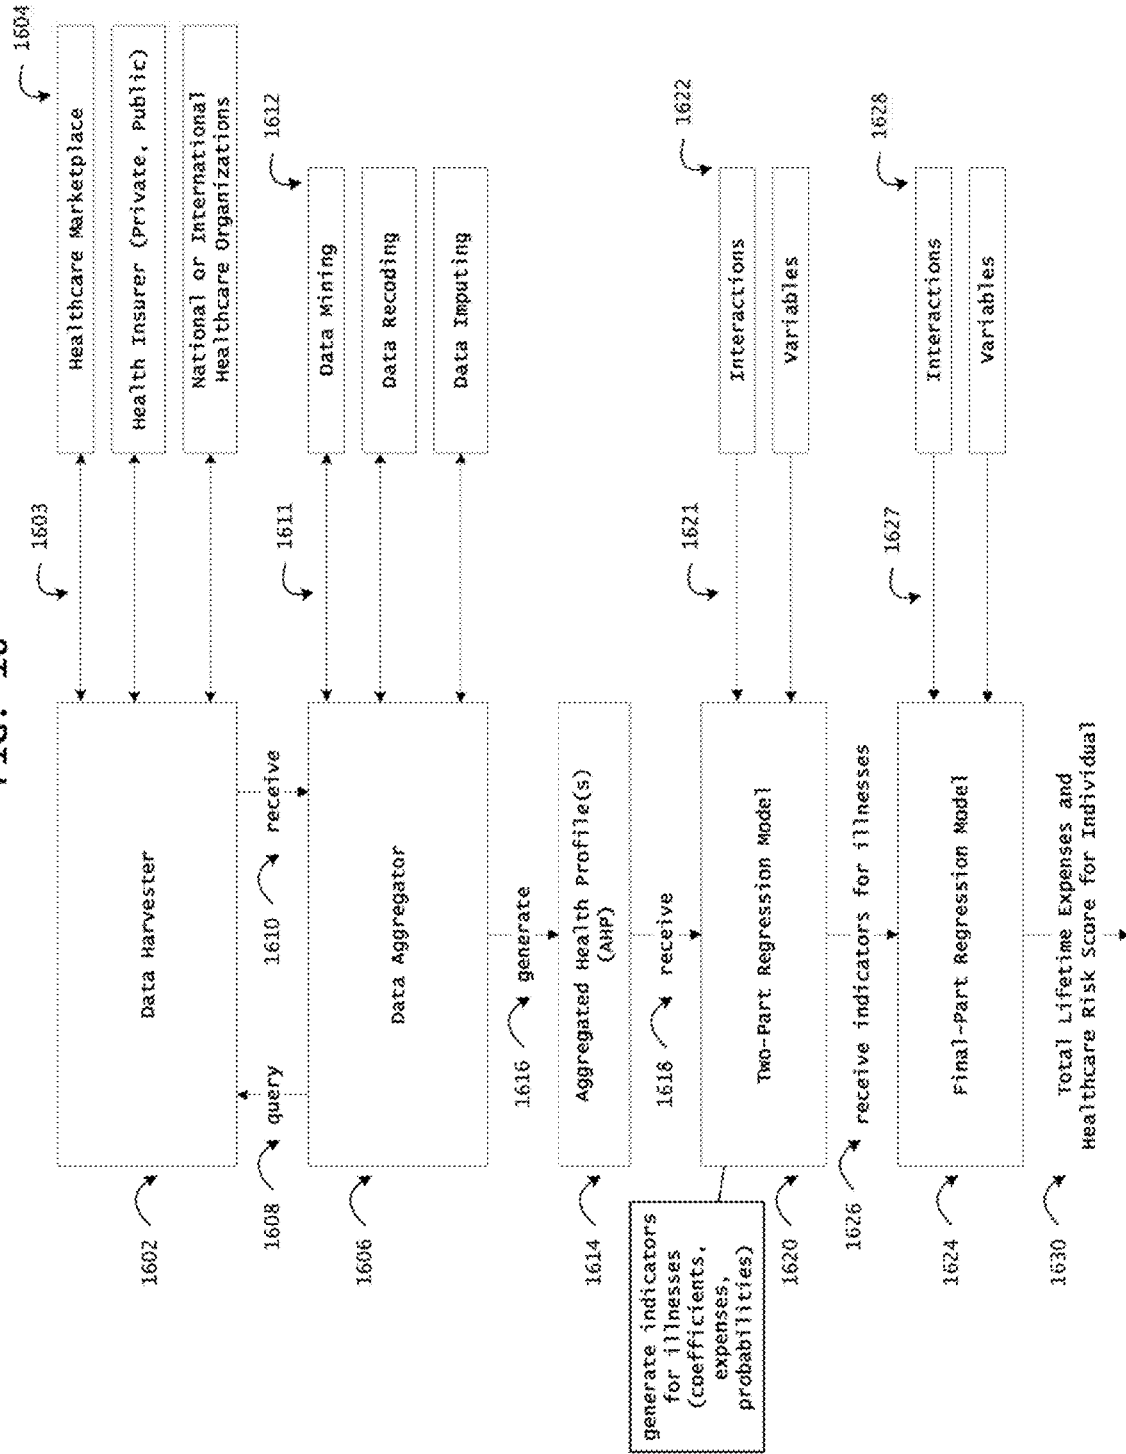 1604
Healthcare Marketplace
Health Insurer (Private, Public)
National or International
Healthcare Organizations
1603
1602
Data Harvester
1608
query
1610
receive
1612
Data Mining
Data Recoding
Data Imputing
1611
1606
Data Aggregator
1616
generate
1614
Aggregated Health Profile(s)
(AHP)
1618
receive
generate indicators
for illnesses
(coefficients,
expenses,
probabilities)
1622
Interactions
Variables
1621
1620
Two-Part Regression Model
1626
receive indicators for illnesses
1628
Interactions
Variables
1627
1624
Final-Part Regression Model
1630
Total Lifetime Expenses and
Healthcare Risk Score for Individual